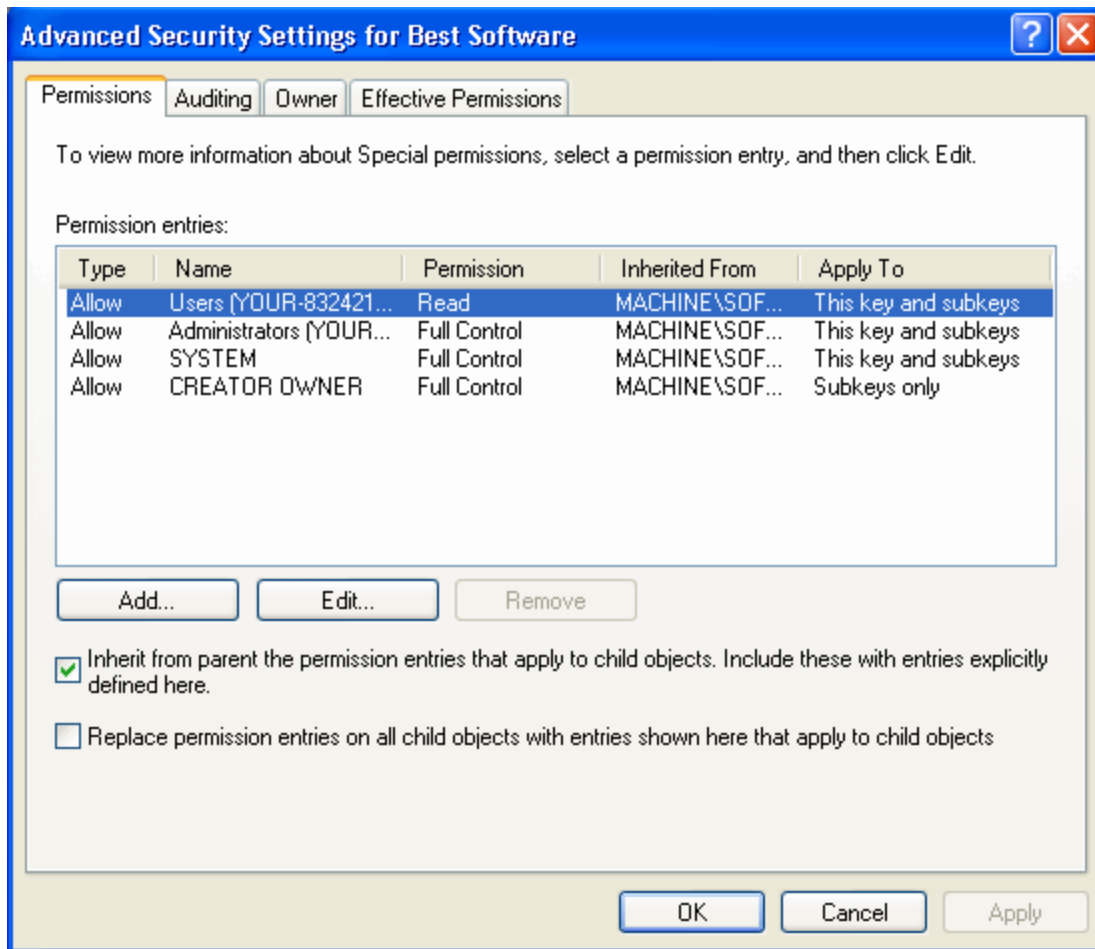 Advanced Security Settings for Best Software
Permissions Auditing Owner Effective Permissions
To view more information about Special permissions, select a permission entry, and then click Edit.
Permission entries:
Type Name Permission Inherited From Apply To
Allow Users (YOUR-832421... Read MACHINE\SOF... This key and subkeys
Allow Administrators (YOUR... Full Control MACHINE\SOF... This key and subkeys
Allow SYSTEM Full Control MACHINE\SOF... This key and subkeys
Allow CREATOR OWNER Full Control MACHINE\SOF... Subkeys only
Add... Edit... Remove
Inherit from parent the permission entries that apply to child objects. Include these with entries explicitly
defined here.
Replace permission entries on all child objects with entries shown here that apply to child objects
OK Cancel Apply